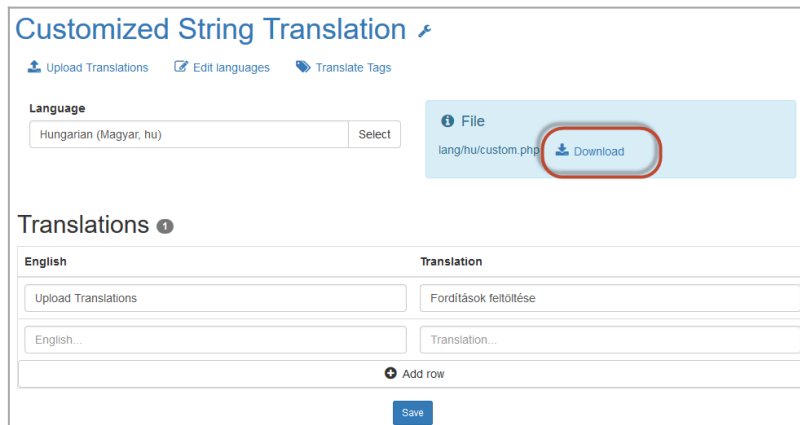 Customized String Translation
Upload Translations Edit languages Translate Tags
Language
Hungarian (Magyar, hu) Select
File
lang/hu/custom.php Download
Translations 1
English Translation
Upload Translations Fordítások feltöltése
English... Translation...
Add row
Save